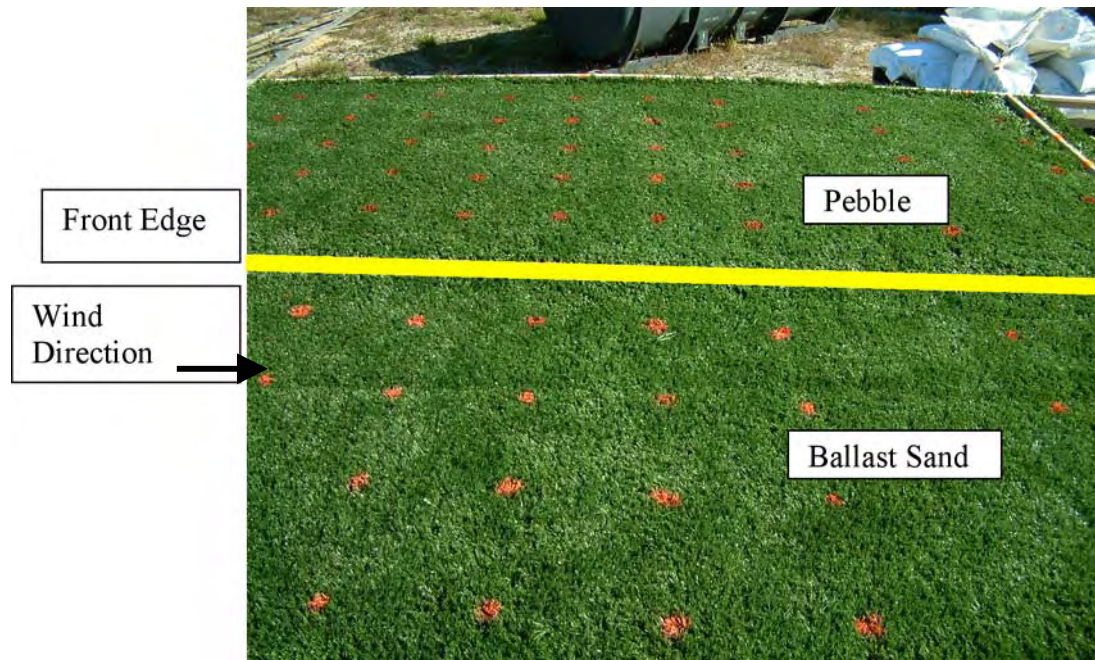 Pebble
Front Edge
Wind
Direction
Ballast Sand